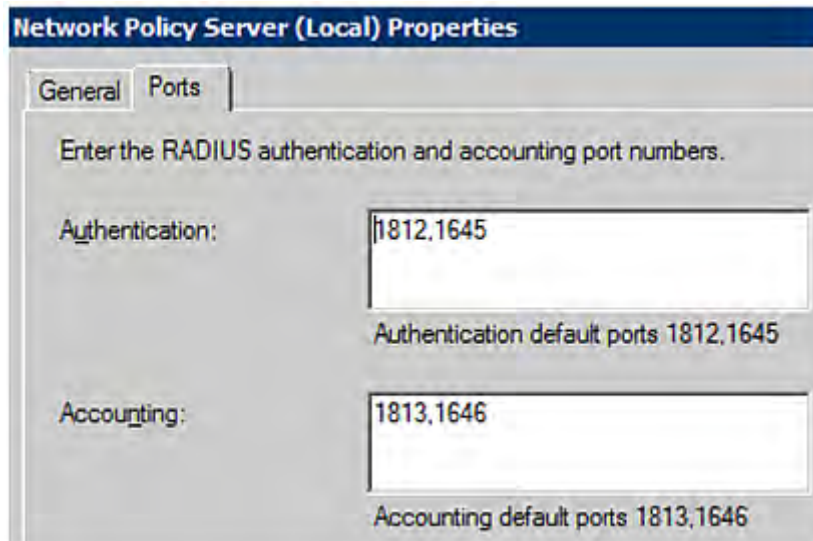 Network Policy Server (Local) Properties
General Ports
Enter the RADIUS authentication and accounting port numbers.
Authentication: 1812,1645
Authentication default ports 1812,1645
Accounting: 1813,1646
Accounting default ports 1813,1646